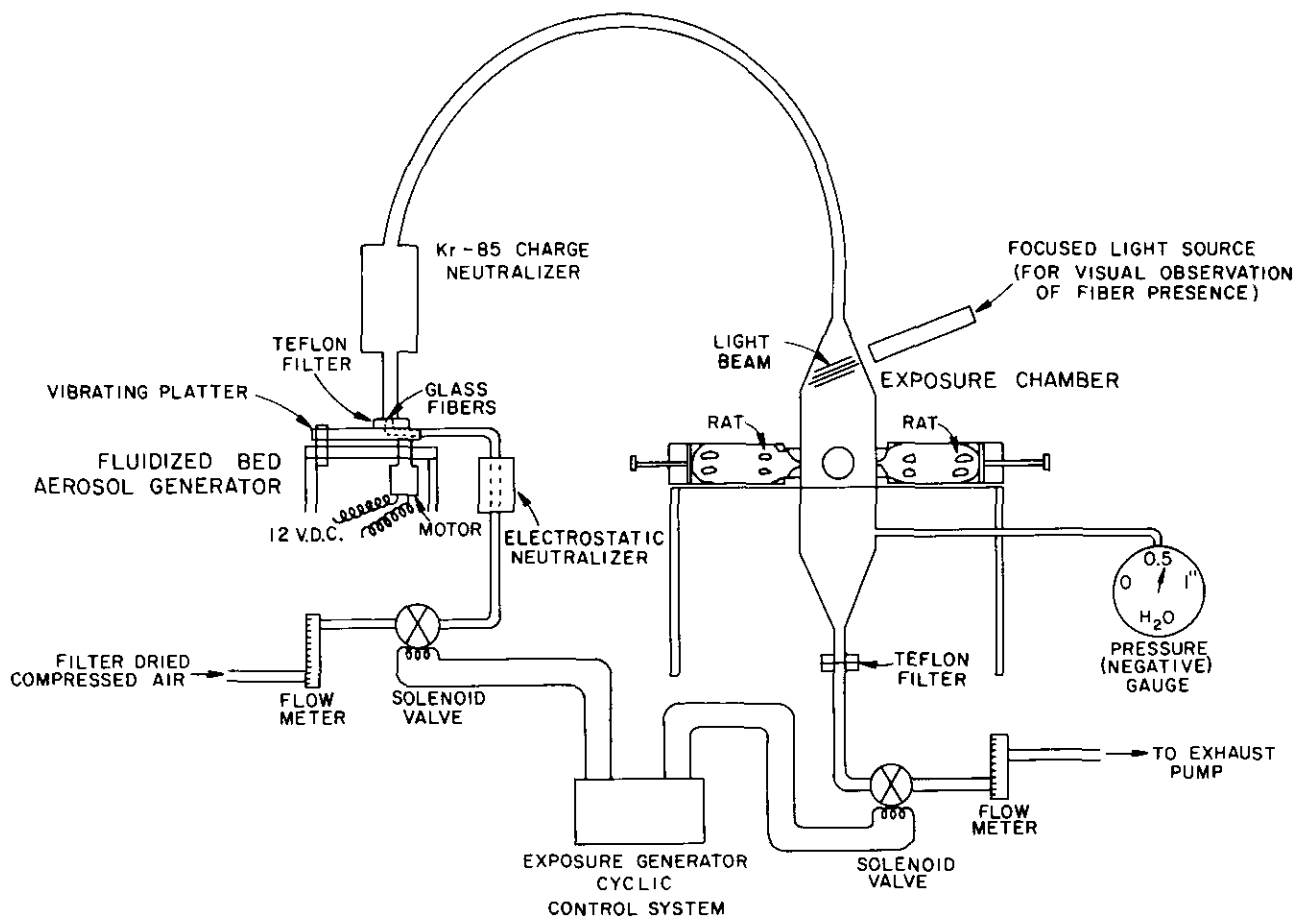 Kr-85 CHARGE
NEUTRALIZER
FOCUSED LIGHT SOURCE
(FOR VISUAL OBSERVATION
OF FIBER PRESENCE)
TEFLON
FILTER
LIGHT
BEAM
GLASS
FIBERS
VIBRATING PLATTER
EXPOSURE CHAMBER
RAT
RAT
FLUIDIZED BED
AEROSOL GENERATOR
12 V.D.C.
MOTOR
ELECTROSTATIC
NEUTRALIZER
0
0.5
1"
H2O
PRESSURE
(NEGATIVE)
GAUGE
FILTER DRIED
COMPRESSED AIR
FLOW
METER
SOLENOID
VALVE
TEFLON
FILTER
TO EXHAUST
PUMP
FLOW
METER
SOLENOID
VALVE
EXPOSURE GENERATOR
CYCLIC
CONTROL SYSTEM